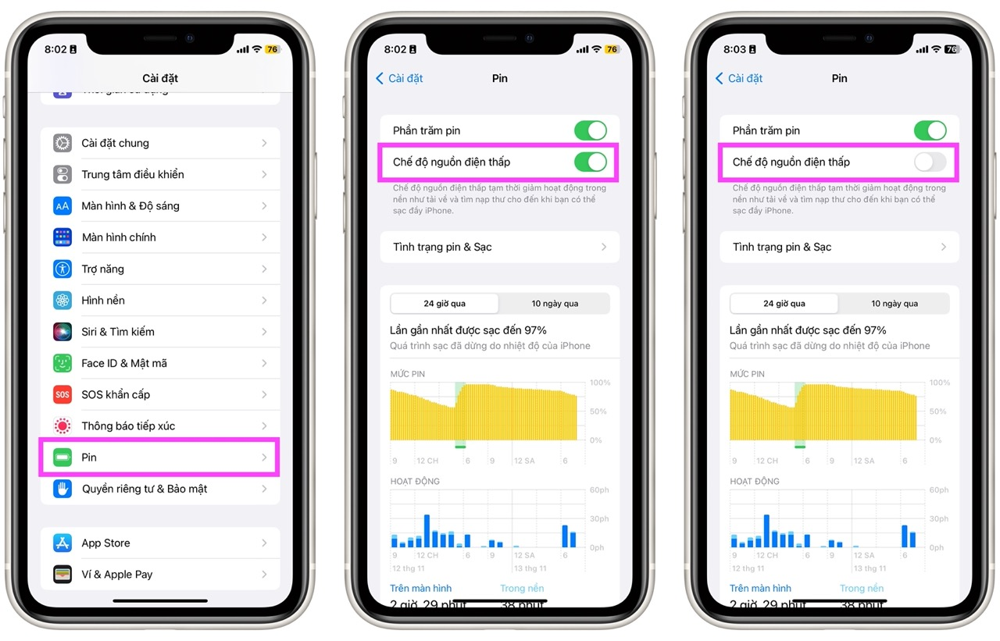 8:02
76
Cài đặt
Thời gian sử dụng
Cài đặt chung
Trung tâm điều khiển
AA
Màn hình & Độ sáng
Màn hình chính
Trợ năng
Hình nền
Siri & Tìm kiếm
Face ID & Mật mã
SOS
SOS khẩn cấp
Thông báo tiếp xúc
Pin
Quyền riêng tư & Bảo mật
App Store
Ví & Apple Pay
8:02
76
Cài đặt
Pin
Phần trăm pin
Chế độ nguồn điện thấp
Chế độ nguồn điện thấp tạm thời giảm hoạt động trong
nền như tải về và tìm nạp thư cho đến khi bạn có thể
sạc đầy iPhone.
Tình trạng pin & Sạc
24 giờ qua
10 ngày qua
Lần gần nhất được sạc đến 97%
Quá trình sạc đã dừng do nhiệt độ của iPhone
MỨC PIN
100%
50%
0%
9 12 CH 6 9 12 SA 6
HOẠT ĐỘNG
60ph
30ph
0ph
9 12 CH 6 9 12 SA 6
12 thg 11 13 thg 11
Trên màn hình Trong nền
2 giờ, 29 phút 38 phút
8:03
76
Cài đặt
Pin
Phần trăm pin
Chế độ nguồn điện thấp
Chế độ nguồn điện thấp tạm thời giảm hoạt động trong
nền như tải về và tìm nạp thư cho đến khi bạn có thể
sạc đầy iPhone.
Tình trạng pin & Sạc
24 giờ qua
10 ngày qua
Lần gần nhất được sạc đến 97%
Quá trình sạc đã dừng do nhiệt độ của iPhone
MỨC PIN
100%
50%
0%
9 12 CH 6 9 12 SA 6
HOẠT ĐỘNG
60ph
30ph
0ph
9 12 CH 6 9 12 SA 6
12 thg 11 13 thg 11
Trên màn hình Trong nền
2 giờ, 29 phút 38 phút